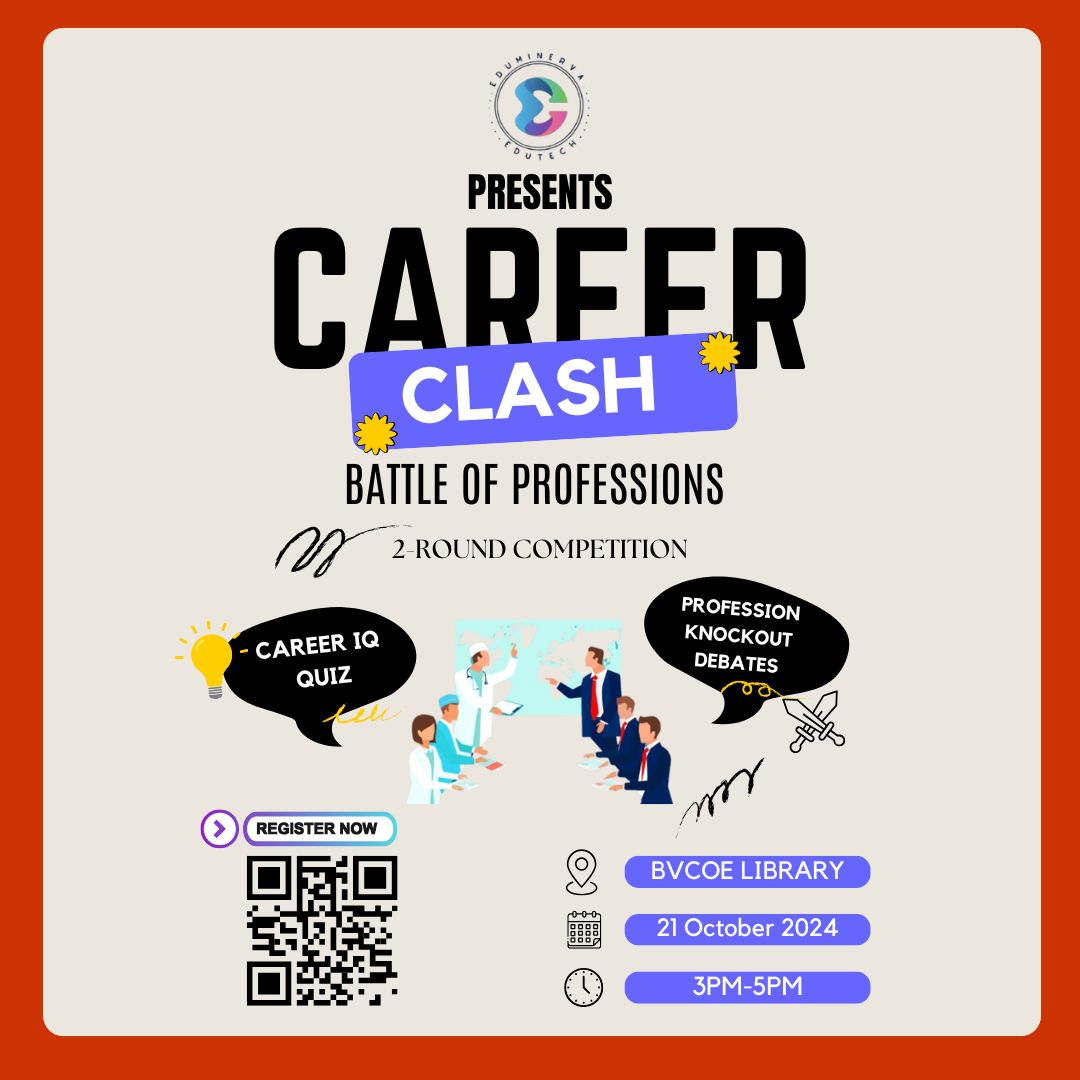 EDUMINERVA
EDUTECH
PRESENTS
CAREER
CLASH
BATTLE OF PROFESSIONS
2-ROUND COMPETITION
CAREER IQ
QUIZ
PROFESSION
KNOCKOUT
DEBATES
REGISTER NOW
BVCOE LIBRARY
21 October 2024
3PM-5PM